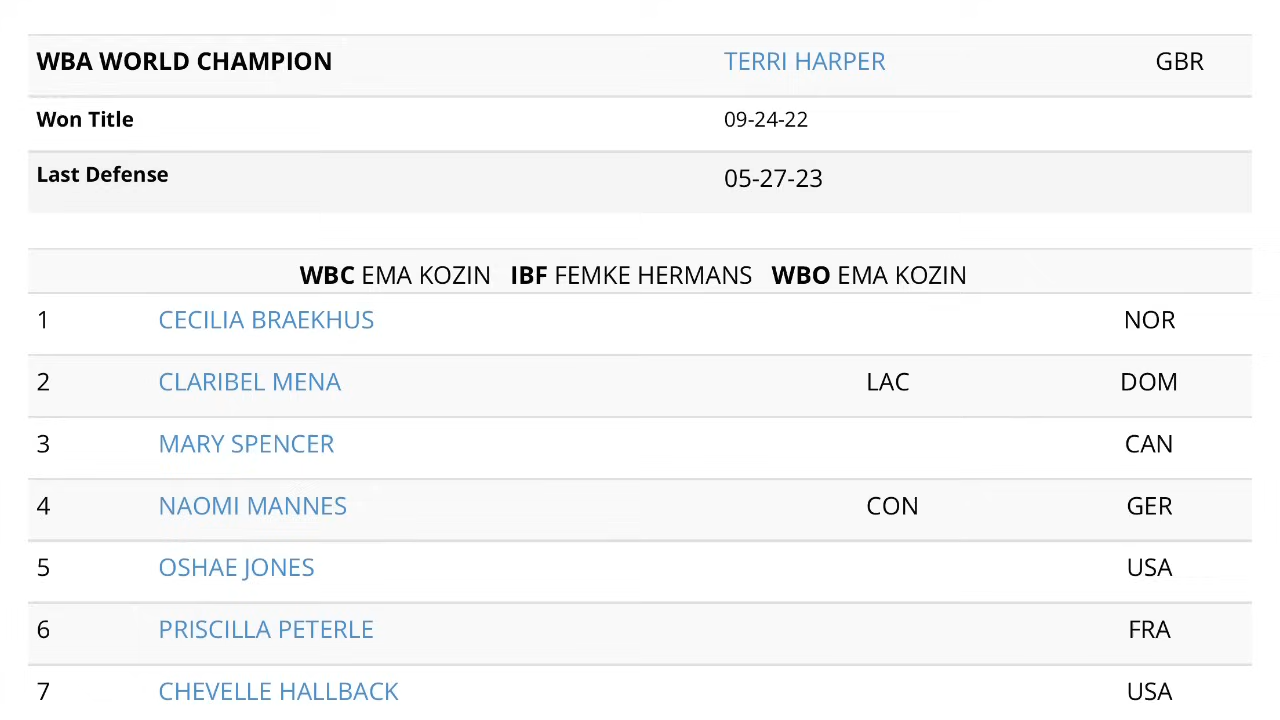 WBA WORLD CHAMPION TERRI HARPER GBR
Won Title 09-24-22
Last Defense 05-27-23
WBC EMA KOZIN IBF FEMKE HERMANS WBO EMA KOZIN
1 CECILIA BRAEKHUS NOR
2 CLARIBEL MENA LAC DOM
3 MARY SPENCER CAN
4 NAOMI MANNES CON GER
5 OSHAE JONES USA
6 PRISCILLA PETERLE FRA
7 CHEVELLE HALLBACK USA